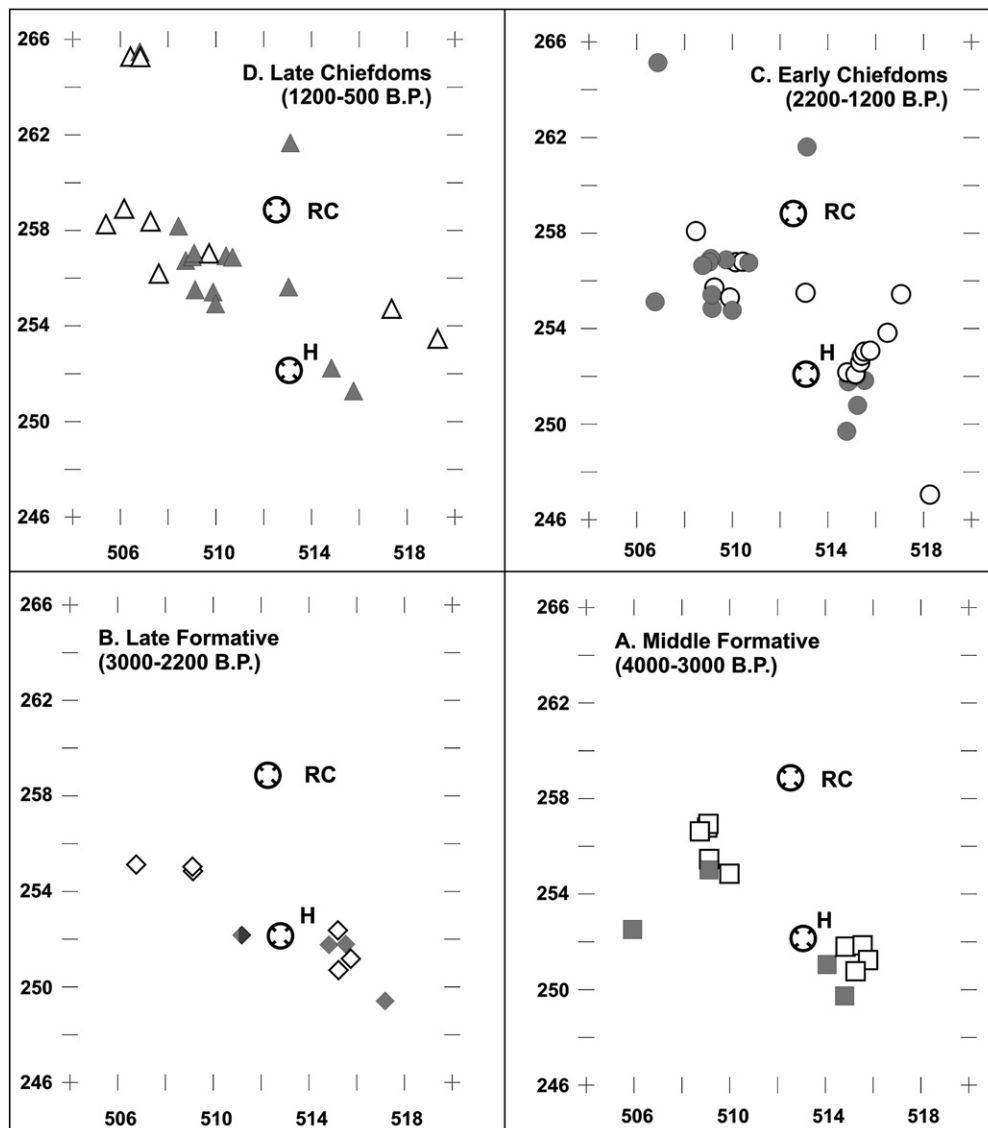 266
262
258
254
250
246
506 510 514 518
D. Late Chiefdoms
(1200-500 B.P.)
RC
H
266
262
258
254
250
246
506 510 514 518
C. Early Chiefdoms
(2200-1200 B.P.)
RC
H
266
262
258
254
250
246
506 510 514 518
B. Late Formative
(3000-2200 B.P.)
RC
H
266
262
258
254
250
246
506 510 514 518
A. Middle Formative
(4000-3000 B.P.)
RC
H